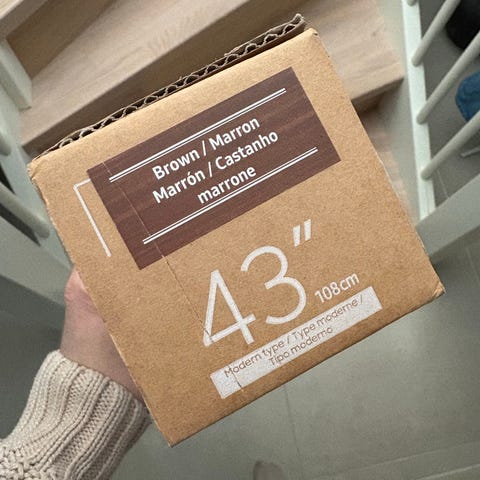 Brown / Marron
Marrón / Castanho
marrone
43"
108cm
Modern type / Type moderne /
Tipo moderno